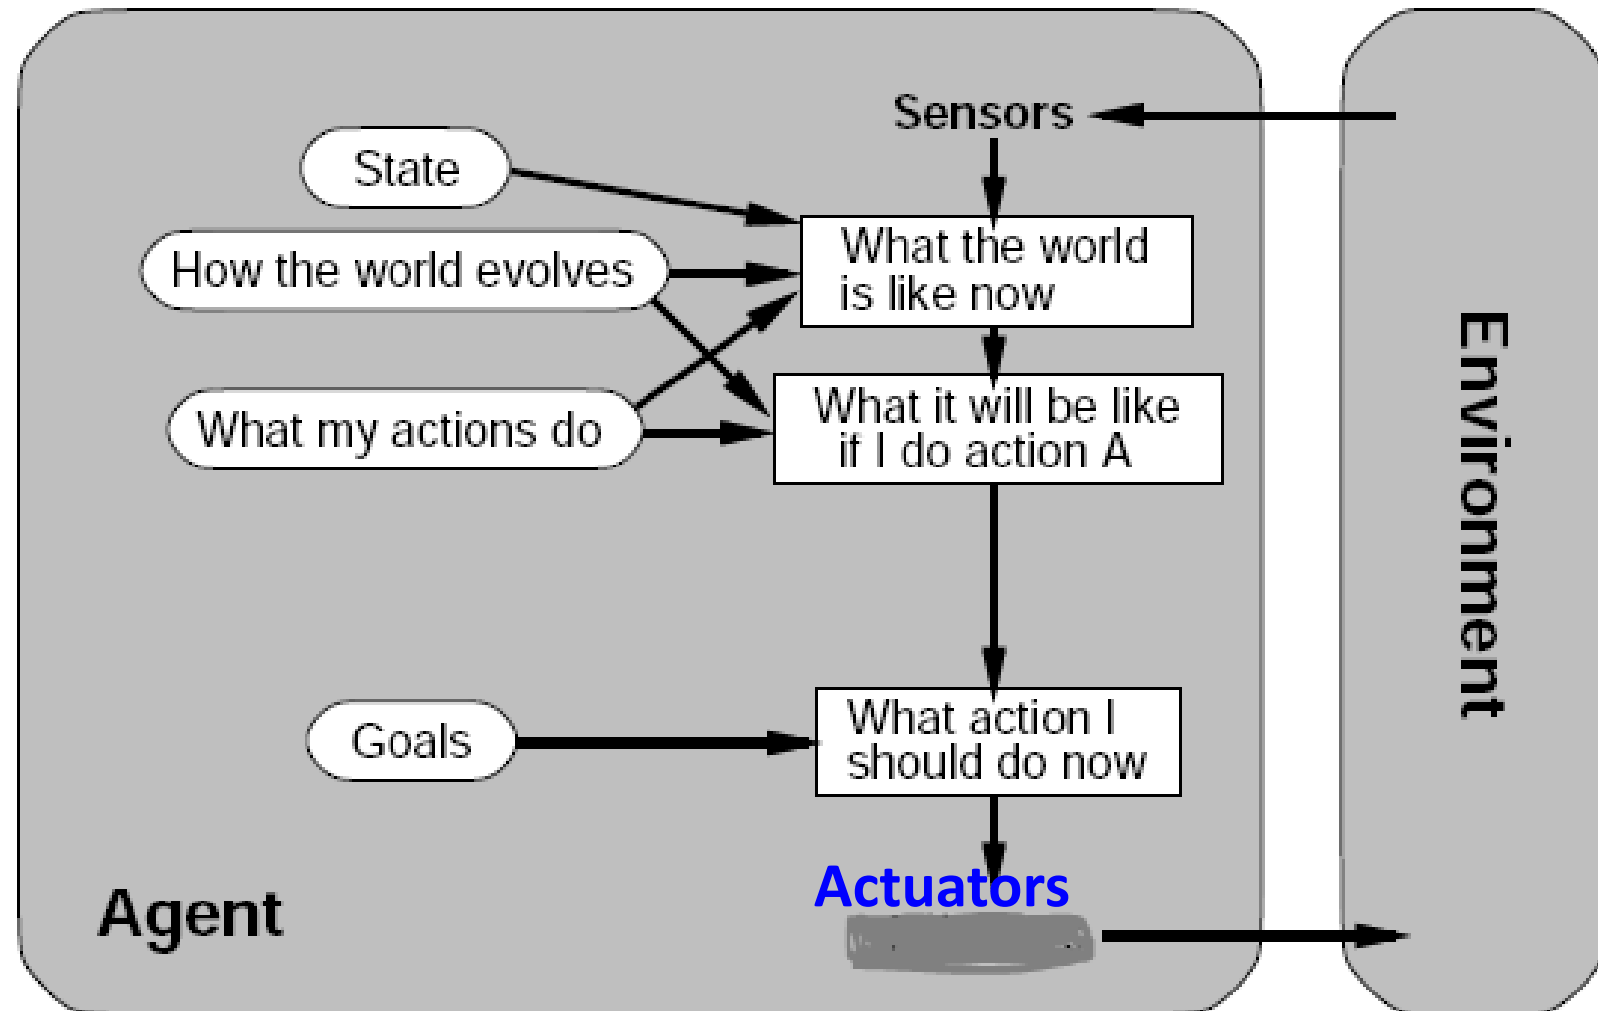 Sensors
State
What the world
is like now
How the world evolves
What my actions do
What it will be like
if I do action A
Environment
Goals
What action I
should do now
Actuators
Agent